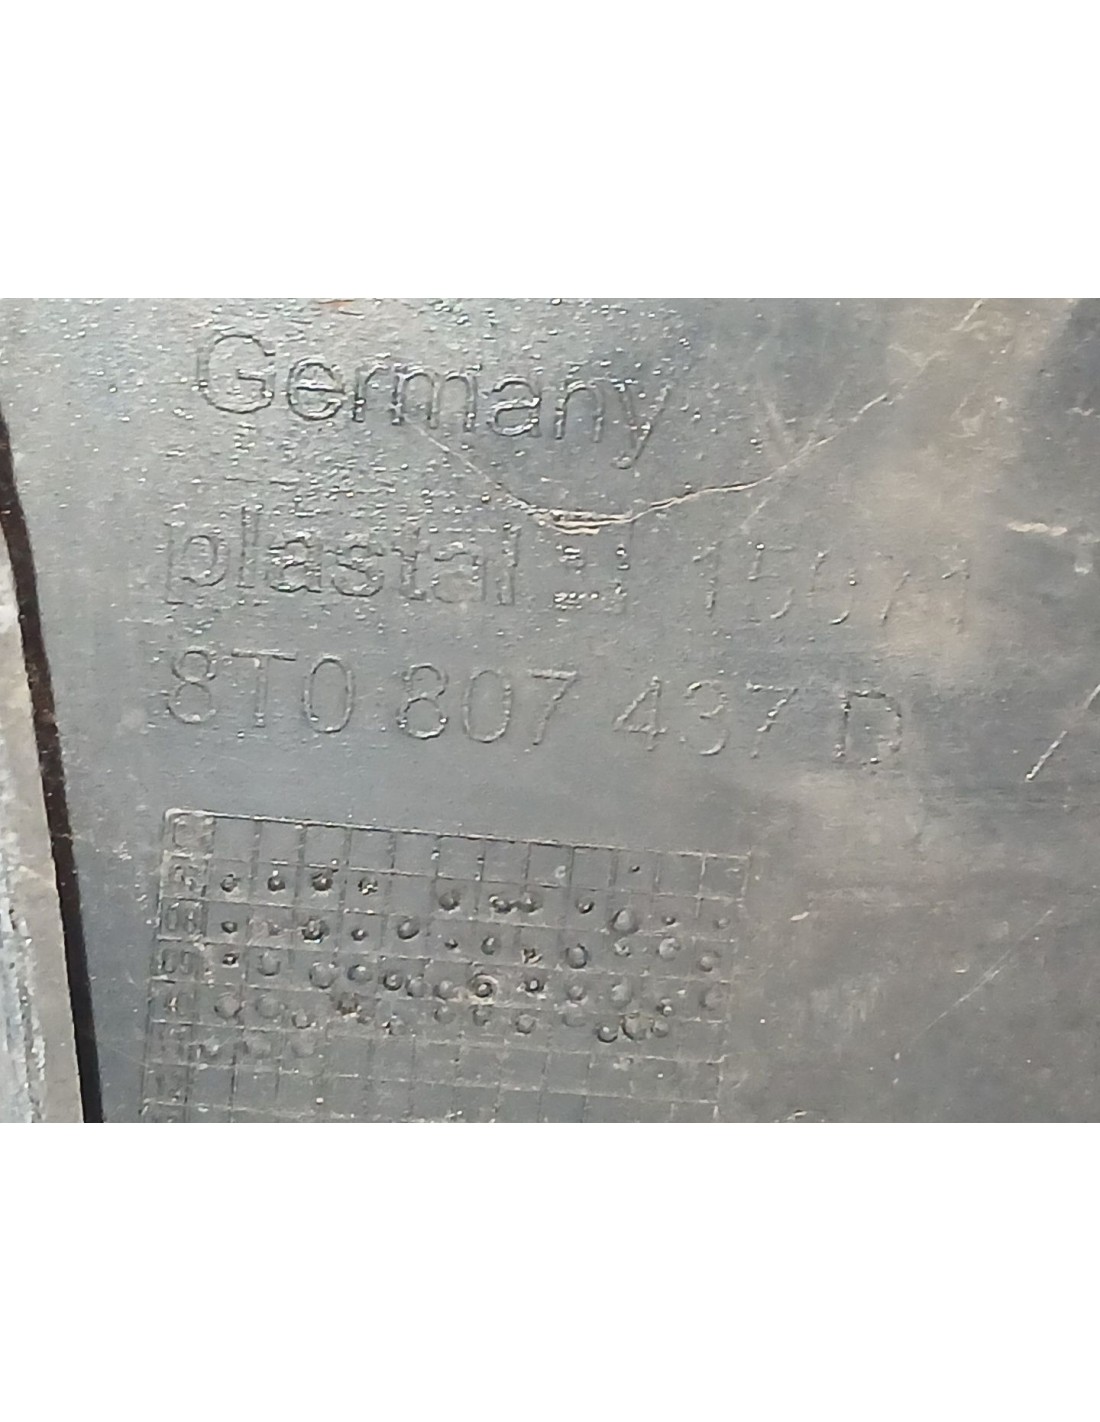 Germany
plastal
8T0 807 437 D